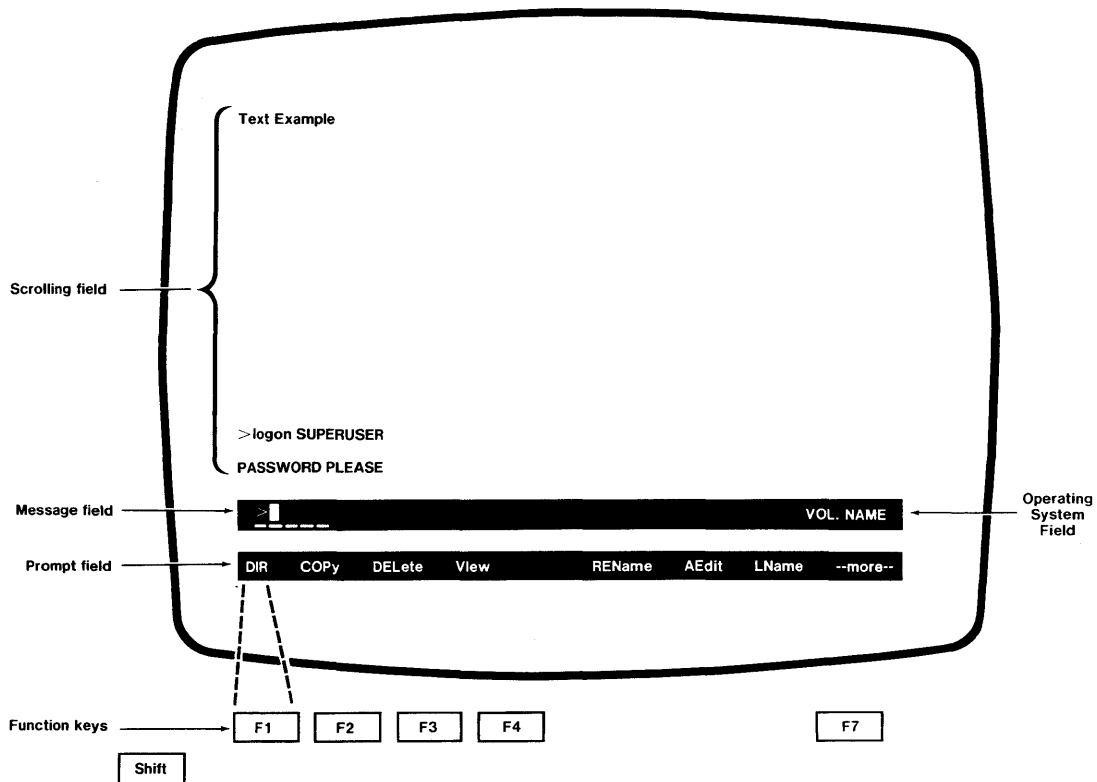 Text Example
Scrolling field
>logon SUPERUSER
PASSWORD PLEASE
Message field
>
VOL. NAME
Operating
System
Field
Prompt field
DIR COPy DELete VIew REName AEdit LName --more--
Function keys
F1 F2 F3 F4 F7
Shift